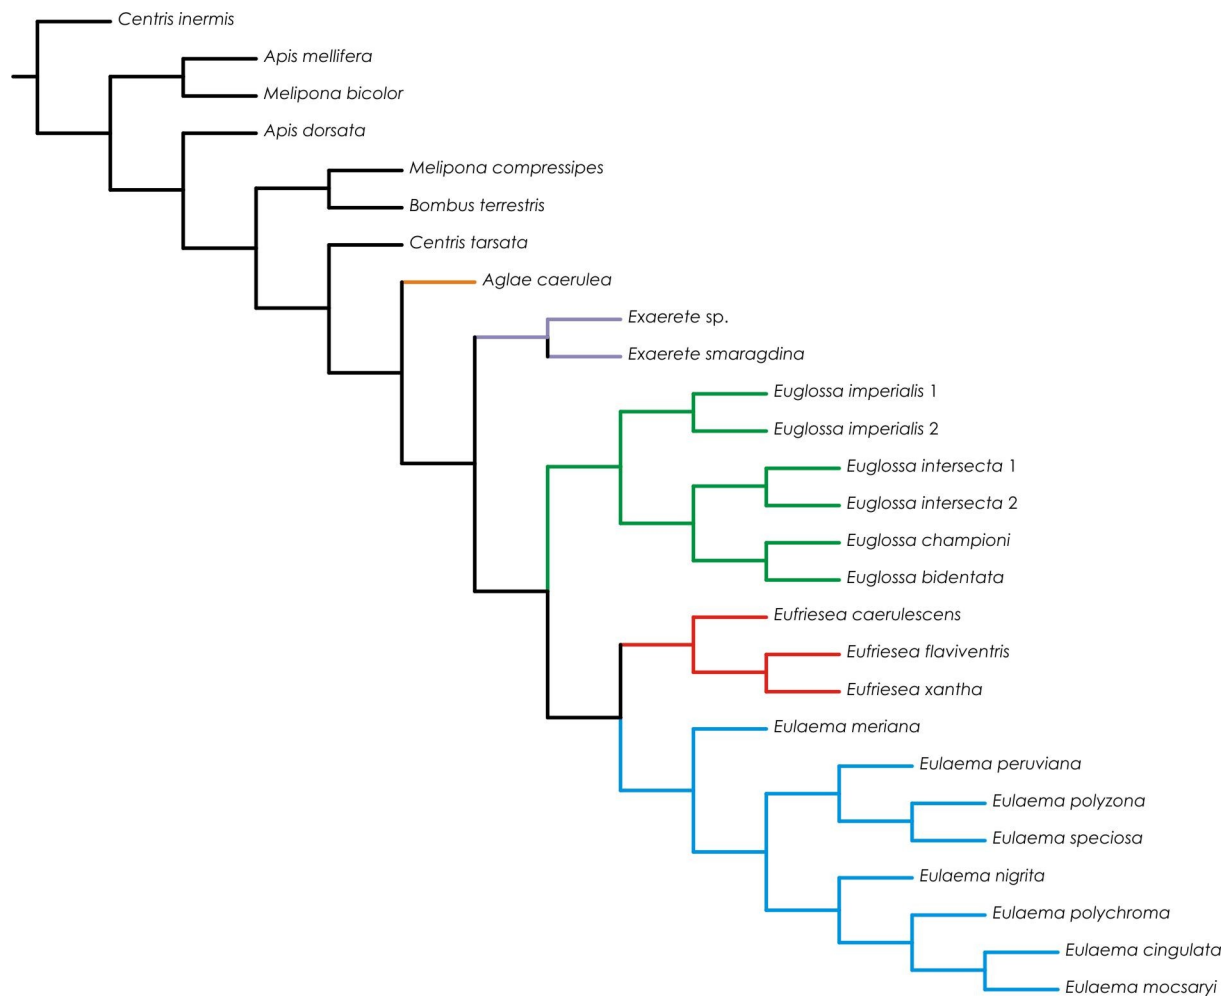 Centris inermis
Apis mellifera
Melipona bicolor
Apis dorsata
Melipona compressipes
Bombus terrestris
Centris tarsata
Aglae caerulea
Exaerete sp.
Exaerete smaragdina
Euglossa imperialis 1
Euglossa imperialis 2
Euglossa intersecta 1
Euglossa intersecta 2
Euglossa championi
Euglossa bidentata
Eufriesea caerulescens
Eufriesea flaviventris
Eufriesea xantha
Eulaema meriana
Eulaema peruviana
Eulaema polyzona
Eulaema speciosa
Eulaema nigrita
Eulaema polychroma
Eulaema cingulata
Eulaema mocsaryi